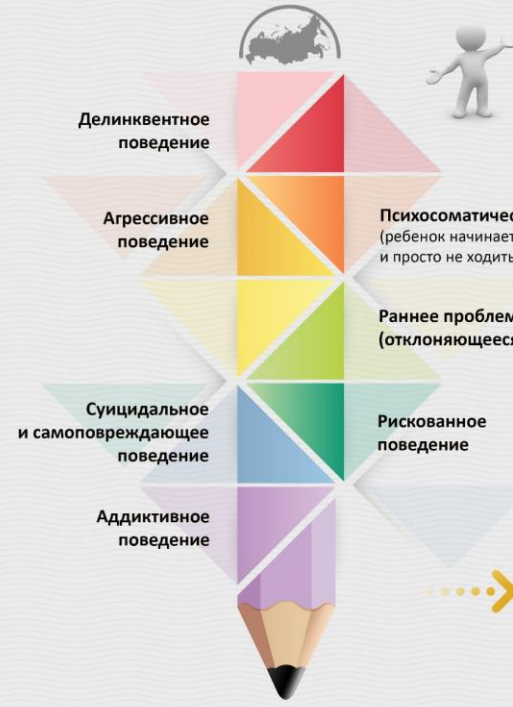 Делинквентное
поведение
Агрессивное
поведение
Психосоматичес
(ребенок начинает
и просто не ходить
Раннее проблем
(отклоняющееся
Суицидальное
и самоповреждающее
поведение
Рискованное
поведение
Аддиктивное
поведение